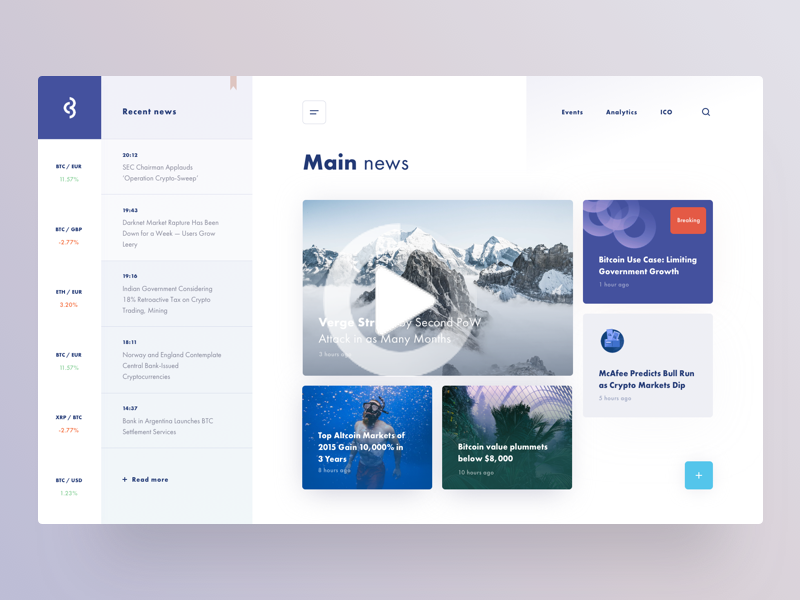 BTC / EUR
11.57%
BTC / GBP
-2.77%
ETH / EUR
3.20%
BTC / EUR
11.57%
XRP / BTC
-2.77%
BTC / USD
1.22%
Recent news
20:12
SEC Chairman Applauds
'Operation Crypto-Sweep'
19:43
Darknet Market Rapture Has Been
Down for a Week — Users Grow
Leery
19:16
Indian Government Considering
18% Retroactive Tax on Crypto
Trading, Mining
18:11
Norway and England Contemplate
Central Bank-Issued
Cryptocurrencies
14:37
Bank in Argentina Launches BTC
Settlement Services
+ Read more
Events Analytics ICO
Main news
Verge by Second PoW
Attack in as Many Months
3 hours ago
Top Altcoin Markets of
2015 Gain 10,000% in
3 Years
8 hours ago
Bitcoin value plummets
below $8,000
10 hours ago
Breaking
Bitcoin Use Case: Limiting
Government Growth
1 hour ago
McAfee Predicts Bull Run
as Crypto Markets Dip
5 hours ago
+